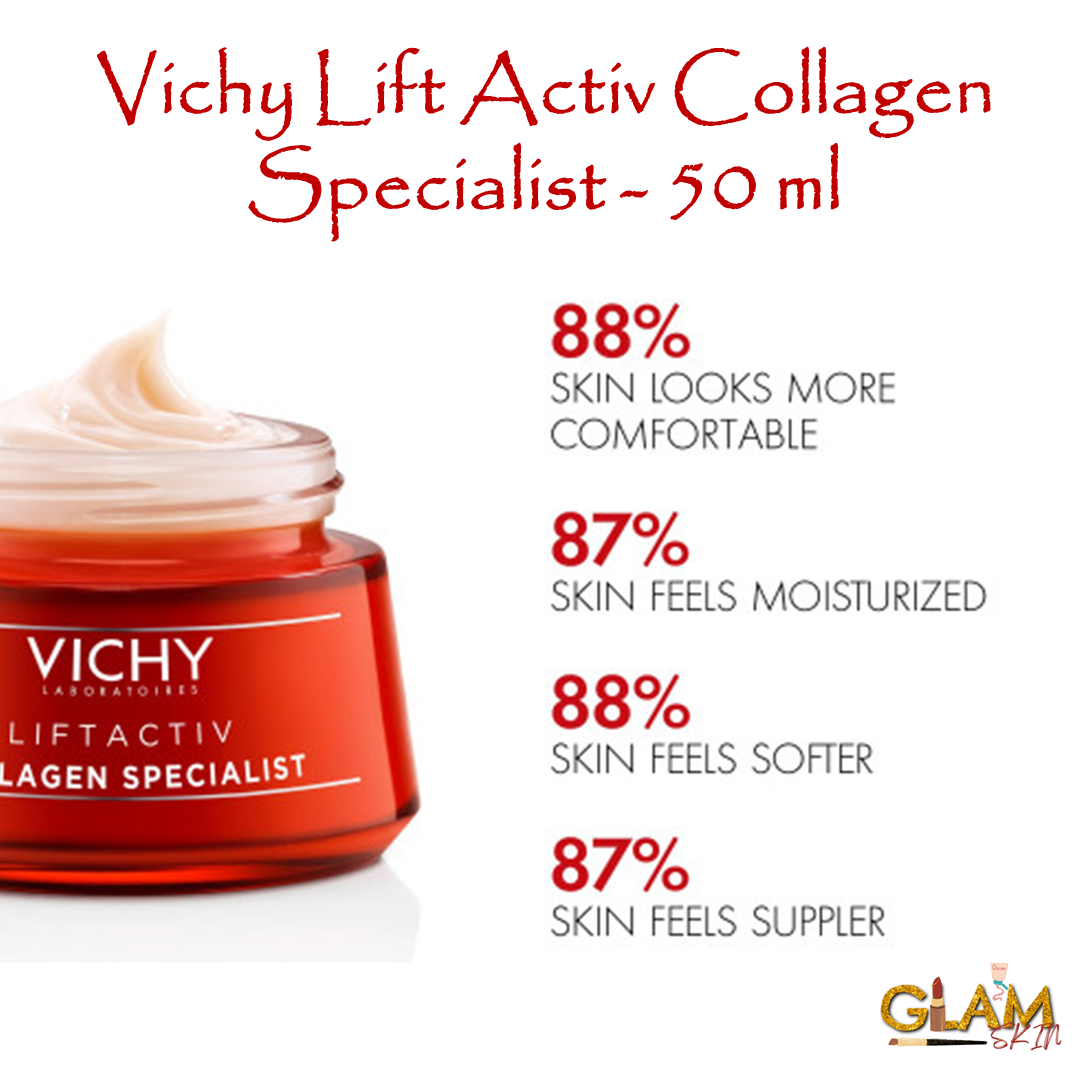 Vichy Lift Activ Collagen
Specialist - 50 ml
88%
SKIN LOOKS MORE
COMFORTABLE
87%
SKIN FEELS MOISTURIZED
88%
SKIN FEELS SOFTER
87%
SKIN FEELS SUPPLER
VICHY
LABORATOIRES
LIFTACTIV
LAGEN SPECIALIST
GLAM
SKIN